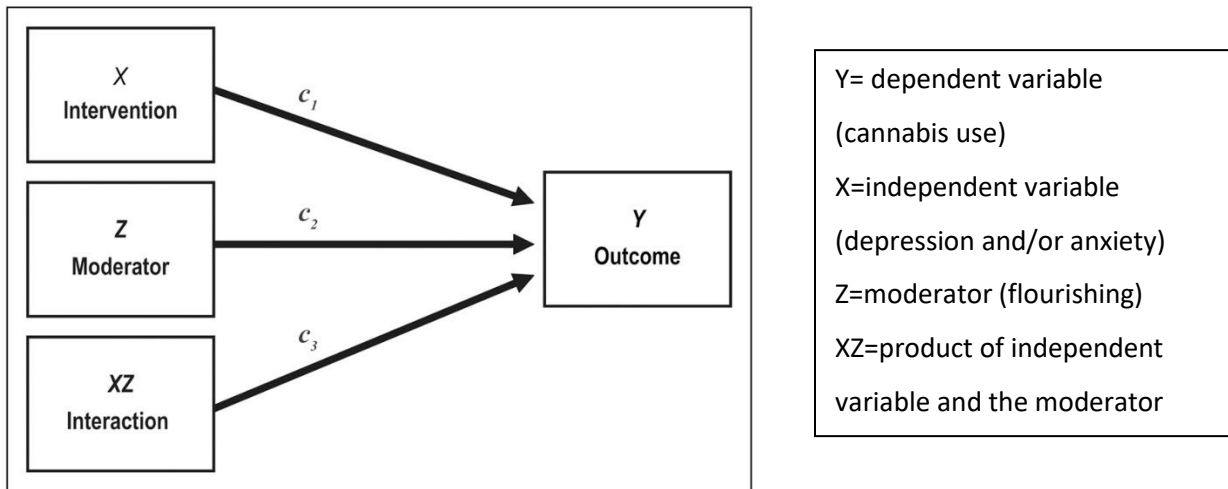 X
Intervention
c1
Z
Moderator
c2
XZ
Interaction
c3
Y
Outcome
Y= dependent variable
(cannabis use)
X=independent variable
(depression and/or anxiety)
Z=moderator (flourishing)
XZ=product of independent
variable and the moderator